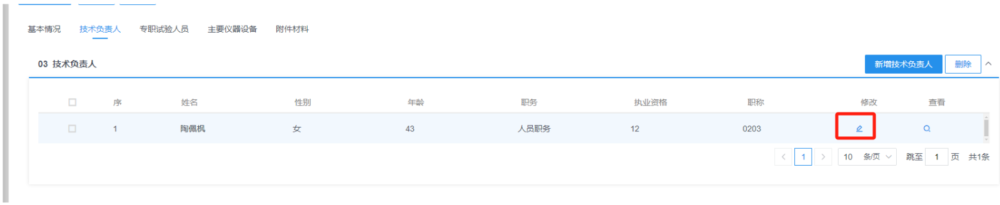 基本情况 技术负责人 专职试验人员 主要仪器设备 附件材料
03 技术负责人 新增技术负责人 删除
序 姓名 性别 年龄 职务 执业资格 职称 修改 查看
1 陶佩枫 女 43 人员职务 12 0203
1 10 条/页 跳至 1 页 共1条